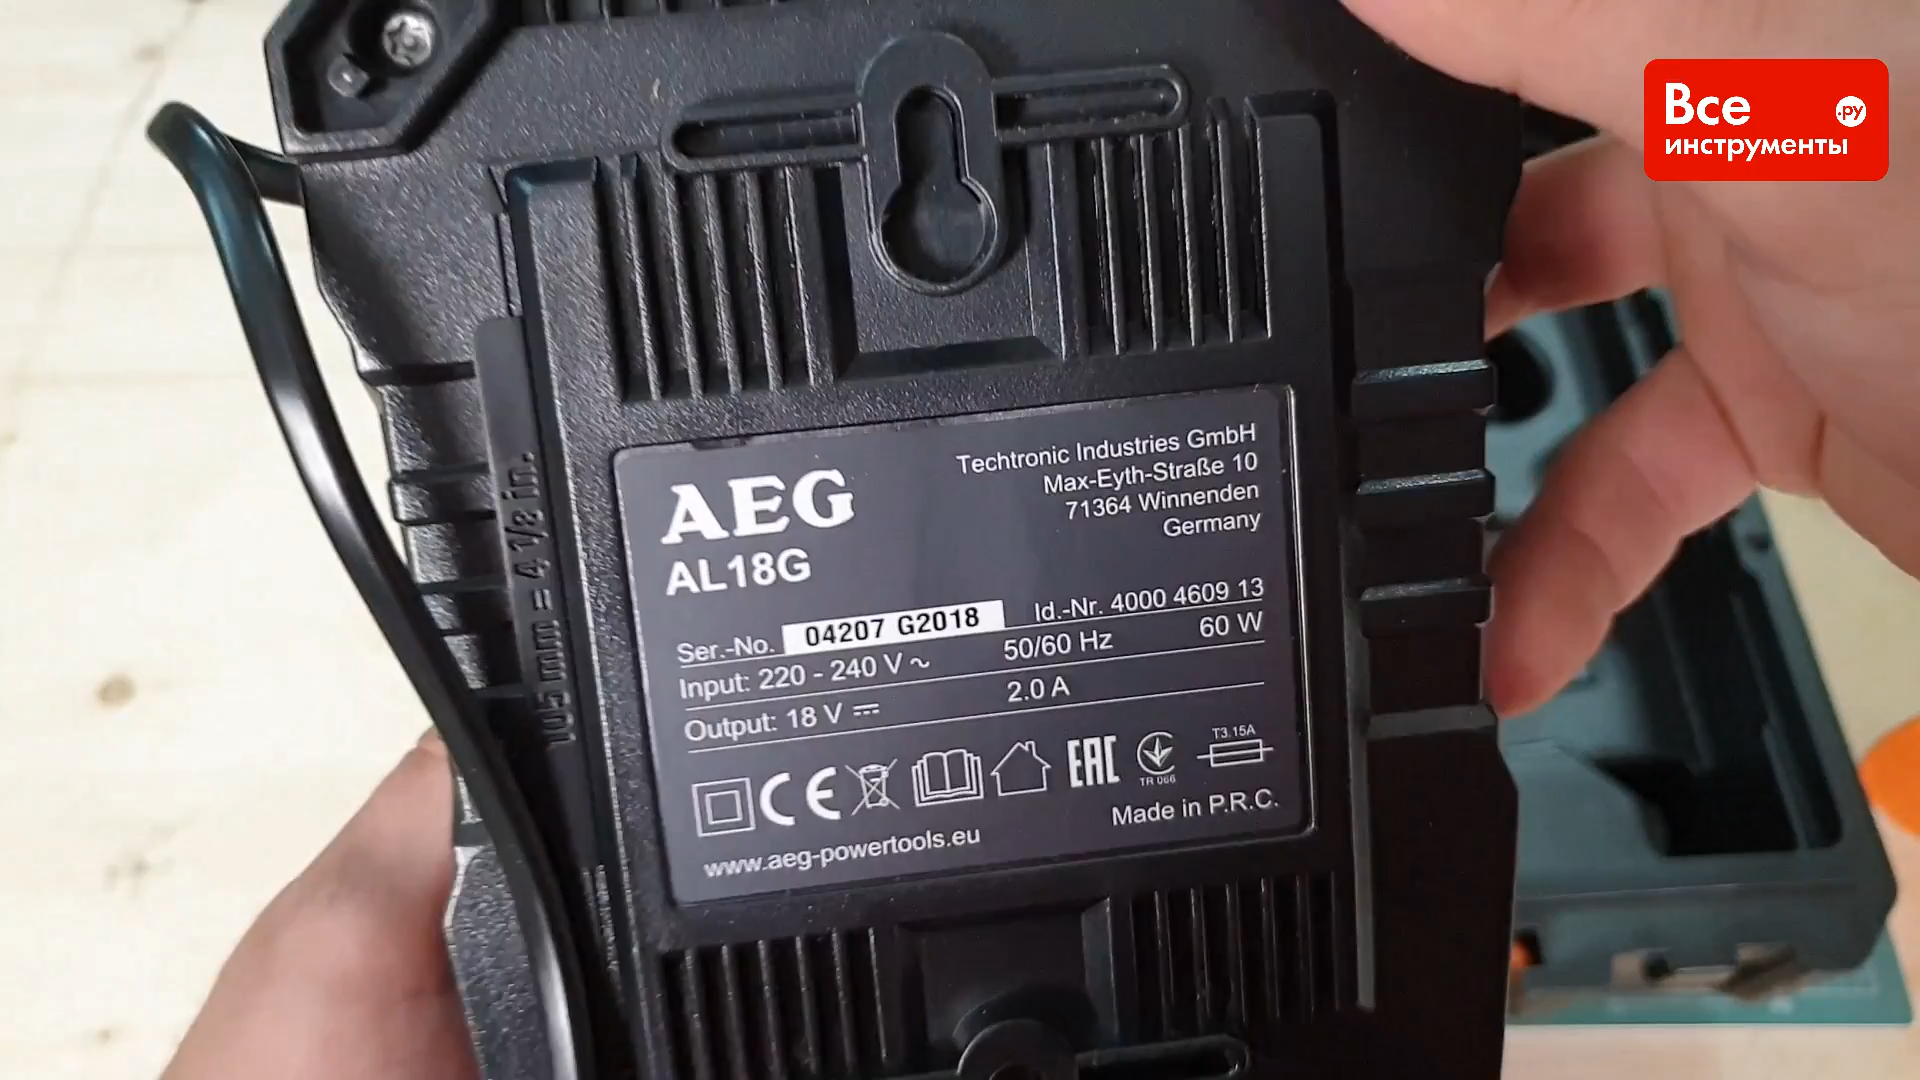 Все
.ру
инструменты
AEG
AL18G
Techtronic Industries GmbH
Max-Eyth-Straße 10
71364 Winnenden
Germany
Ser.-No. 04207 G2018 Id.-Nr. 4000 4609 13
Input: 220 - 240 V ~ 50/60 Hz 60 W
Output: 18 V ⎓ 2.0 A
CE
EAC
TR 066
T3.15A
Made in P.R.C.
www.aeg-powertools.eu
105 mm = 4 1/8 in.